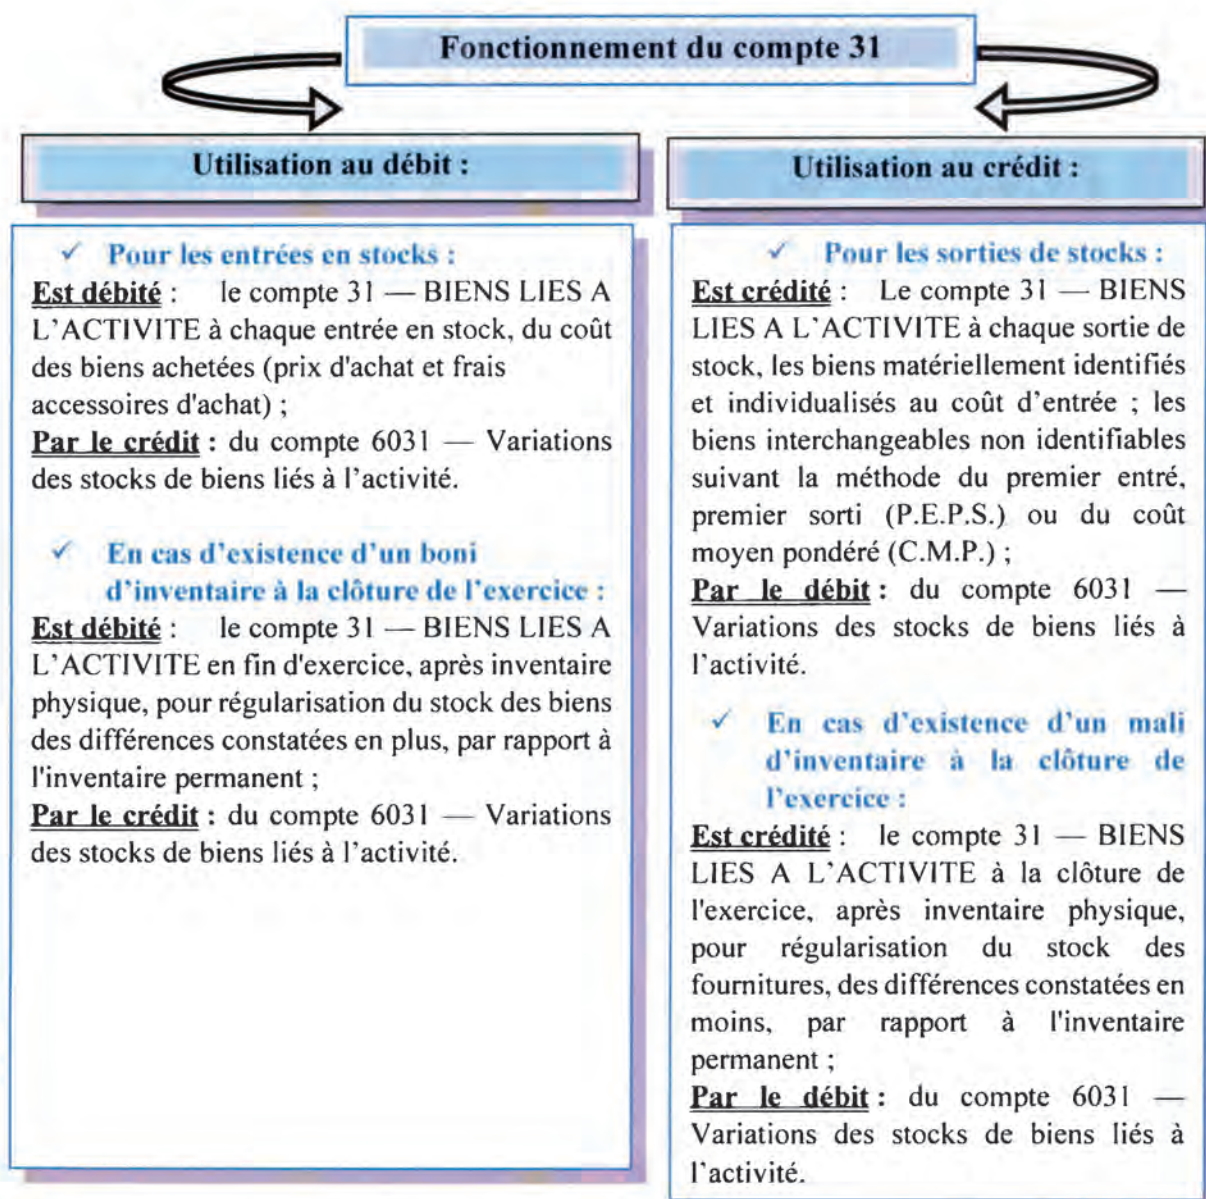 Fonctionnement du compte 31
Utilisation au débit :
✓ Pour les entrées en stocks :
Est débité : le compte 31 — BIENS LIES A
L'ACTIVITE à chaque entrée en stock, du coût
des biens achetées (prix d'achat et frais
accessoires d'achat) ;
Par le crédit : du compte 6031 — Variations
des stocks de biens liés à l'activité.
✓ En cas d'existence d'un boni
d'inventaire à la clôture de l'exercice :
Est débité : le compte 31 — BIENS LIES A
L'ACTIVITE en fin d'exercice, après inventaire
physique, pour régularisation du stock des biens
des différences constatées en plus, par rapport à
l'inventaire permanent ;
Par le crédit : du compte 6031 — Variations
des stocks de biens liés à l'activité.
Utilisation au crédit :
✓ Pour les sorties de stocks :
Est crédité : Le compte 31 — BIENS
LIES A L'ACTIVITE à chaque sortie de
stock, les biens matériellement identifiés
et individualisés au coût d'entrée ; les
biens interchangeables non identifiables
suivant la méthode du premier entré,
premier sorti (P.E.P.S.) ou du coût
moyen pondéré (C.M.P.) ;
Par le débit : du compte 6031 —
Variations des stocks de biens liés à
l'activité.
✓ En cas d'existence d'un mali
d'inventaire à la clôture de
l'exercice :
Est crédité : le compte 31 — BIENS
LIES A L'ACTIVITE à la clôture de
l'exercice, après inventaire physique,
pour régularisation du stock des
fournitures, des différences constatées en
moins, par rapport à l'inventaire
permanent ;
Par le débit : du compte 6031 —
Variations des stocks de biens liés à
l'activité.